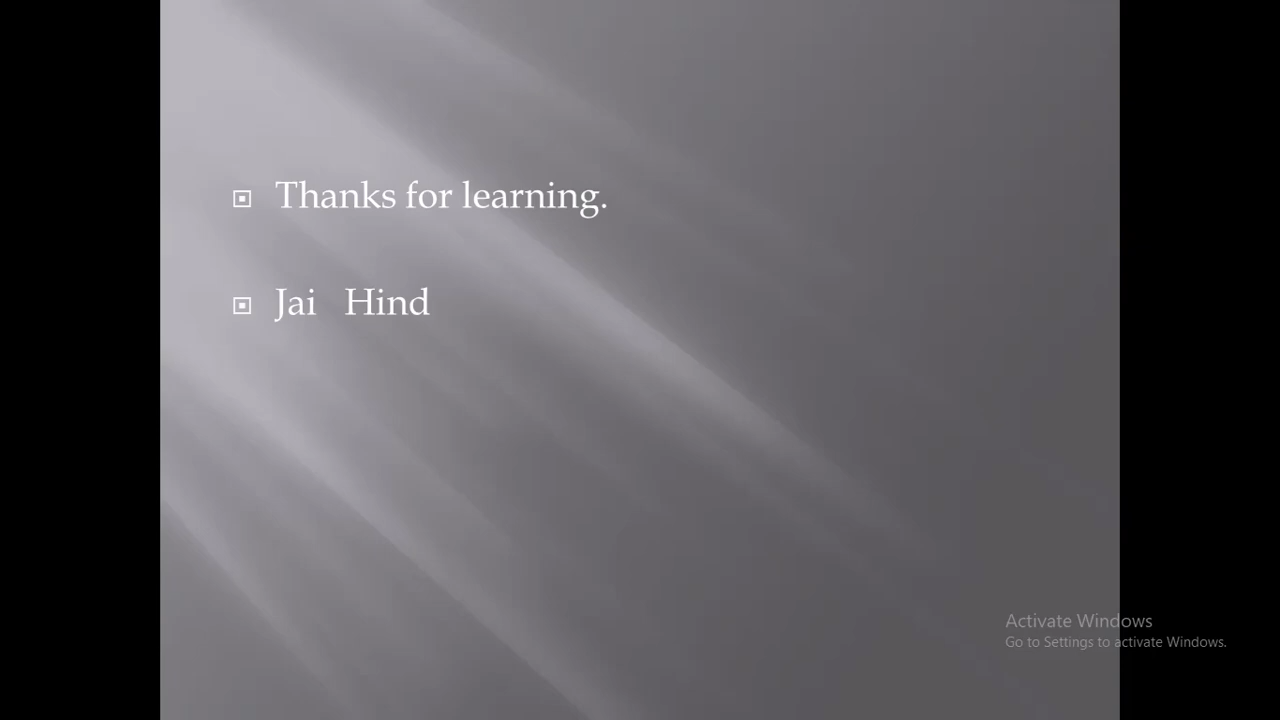 Thanks for learning.
Jai Hind
Activate Windows
Go to Settings to activate Windows.